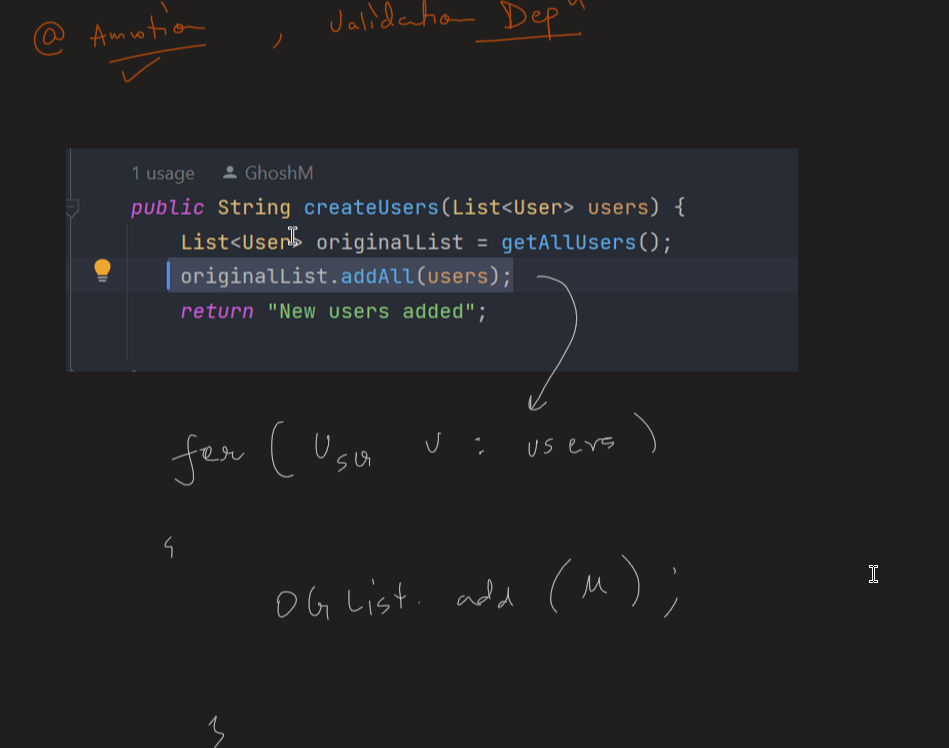 @ Annotation , Validation Dep
1 usage GhoshM
public String createUsers(List<User> users) {
List<User> originalList = getAllUsers();
originalList.addAll(users);
return "New users added";
for ( User u : users )
{
OG List. add (u) ;
}